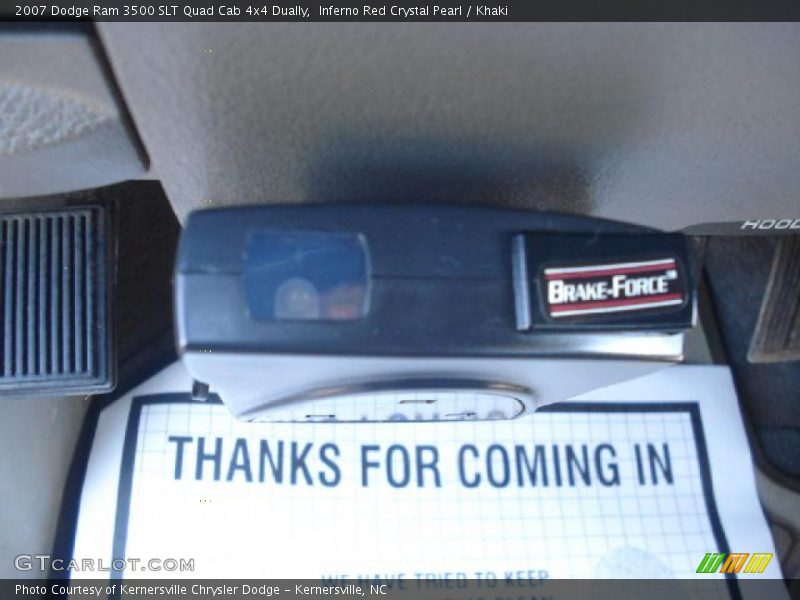 2007 Dodge Ram 3500 SLT Quad Cab 4x4 Dually,  Inferno Red Crystal Pearl / Khaki
HOOD
BRAKE-FORCE™
THANKS FOR COMING IN
WE HAVE TRIED TO KEEP
GTCARLOT.COM
Photo Courtesy of Kernersville Chrysler Dodge – Kernersville, NC